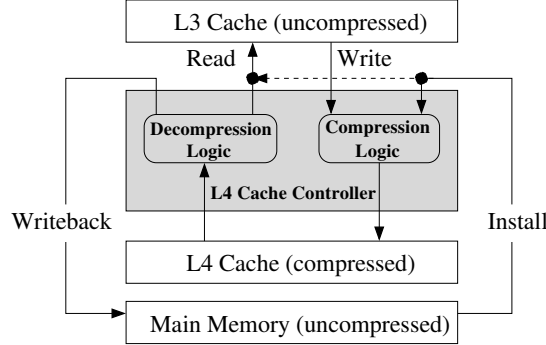 L3 Cache (uncompressed)
Read
Write
Decompression
Logic
Compression
Logic
L4 Cache Controller
Writeback
Install
L4 Cache (compressed)
Main Memory (uncompressed)